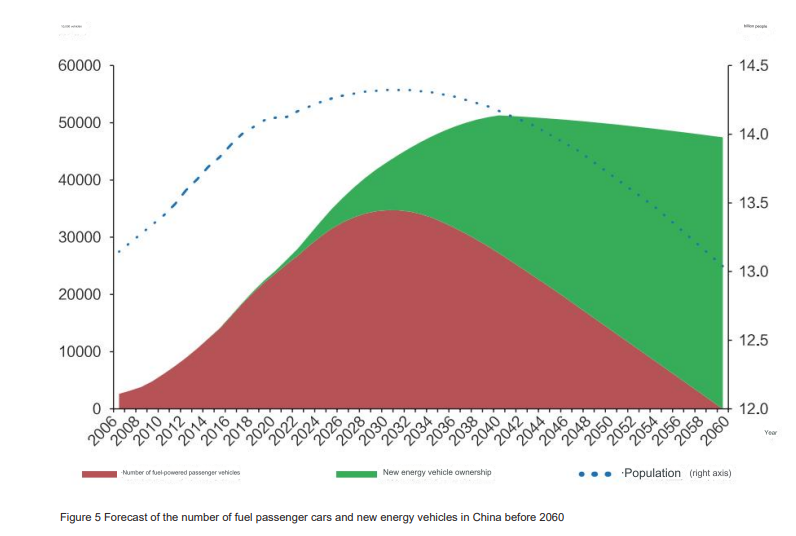 Million people
60000
14.5
50000
14.0
40000
13.5
30000
13.0
20000
12.5
10000
0
12.0
2006 2008 2010 2012 2014 2016 2018 2020 2022 2024 2026 2028 2030 2032 2034 2036 2038 2040 2042 2044 2046 2048 2050 2052 2054 2056 2058 2060
Year
·Number of fuel-powered passenger vehicles
New energy vehicle ownership
·Population (right axis)
Figure 5 Forecast of the number of fuel passenger cars and new energy vehicles in China before 2060